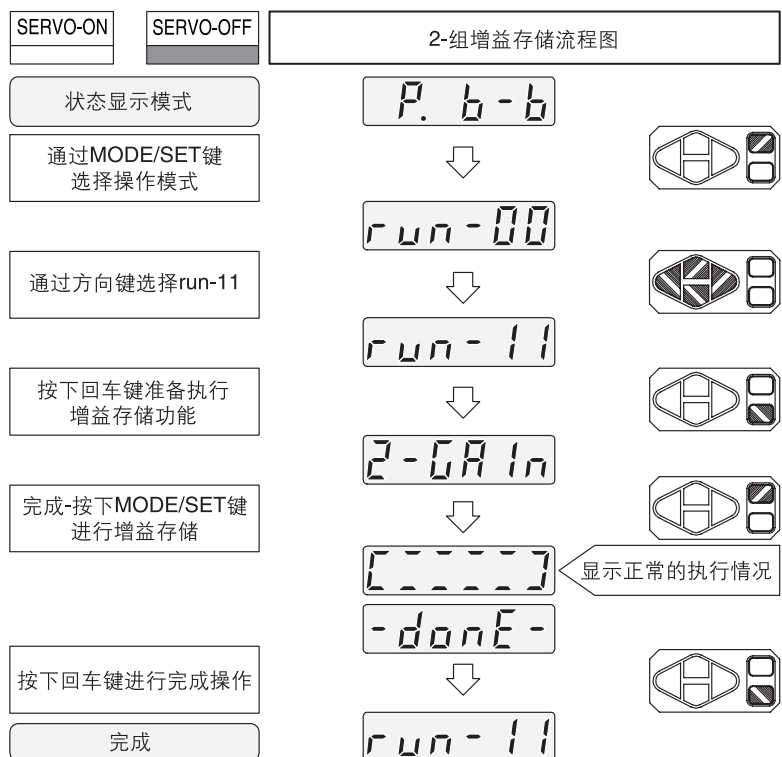 SERVO-ON
SERVO-OFF
2-组增益存储流程图
状态显示模式
P. b-b
通过MODE/SET键
选择操作模式
run-00
通过方向键选择run-11
run-11
按下回车键准备执行
增益存储功能
2-GAIn
完成-按下MODE/SET键
进行增益存储
显示正常的执行情况
-donE-
按下回车键进行完成操作
完成
run-11